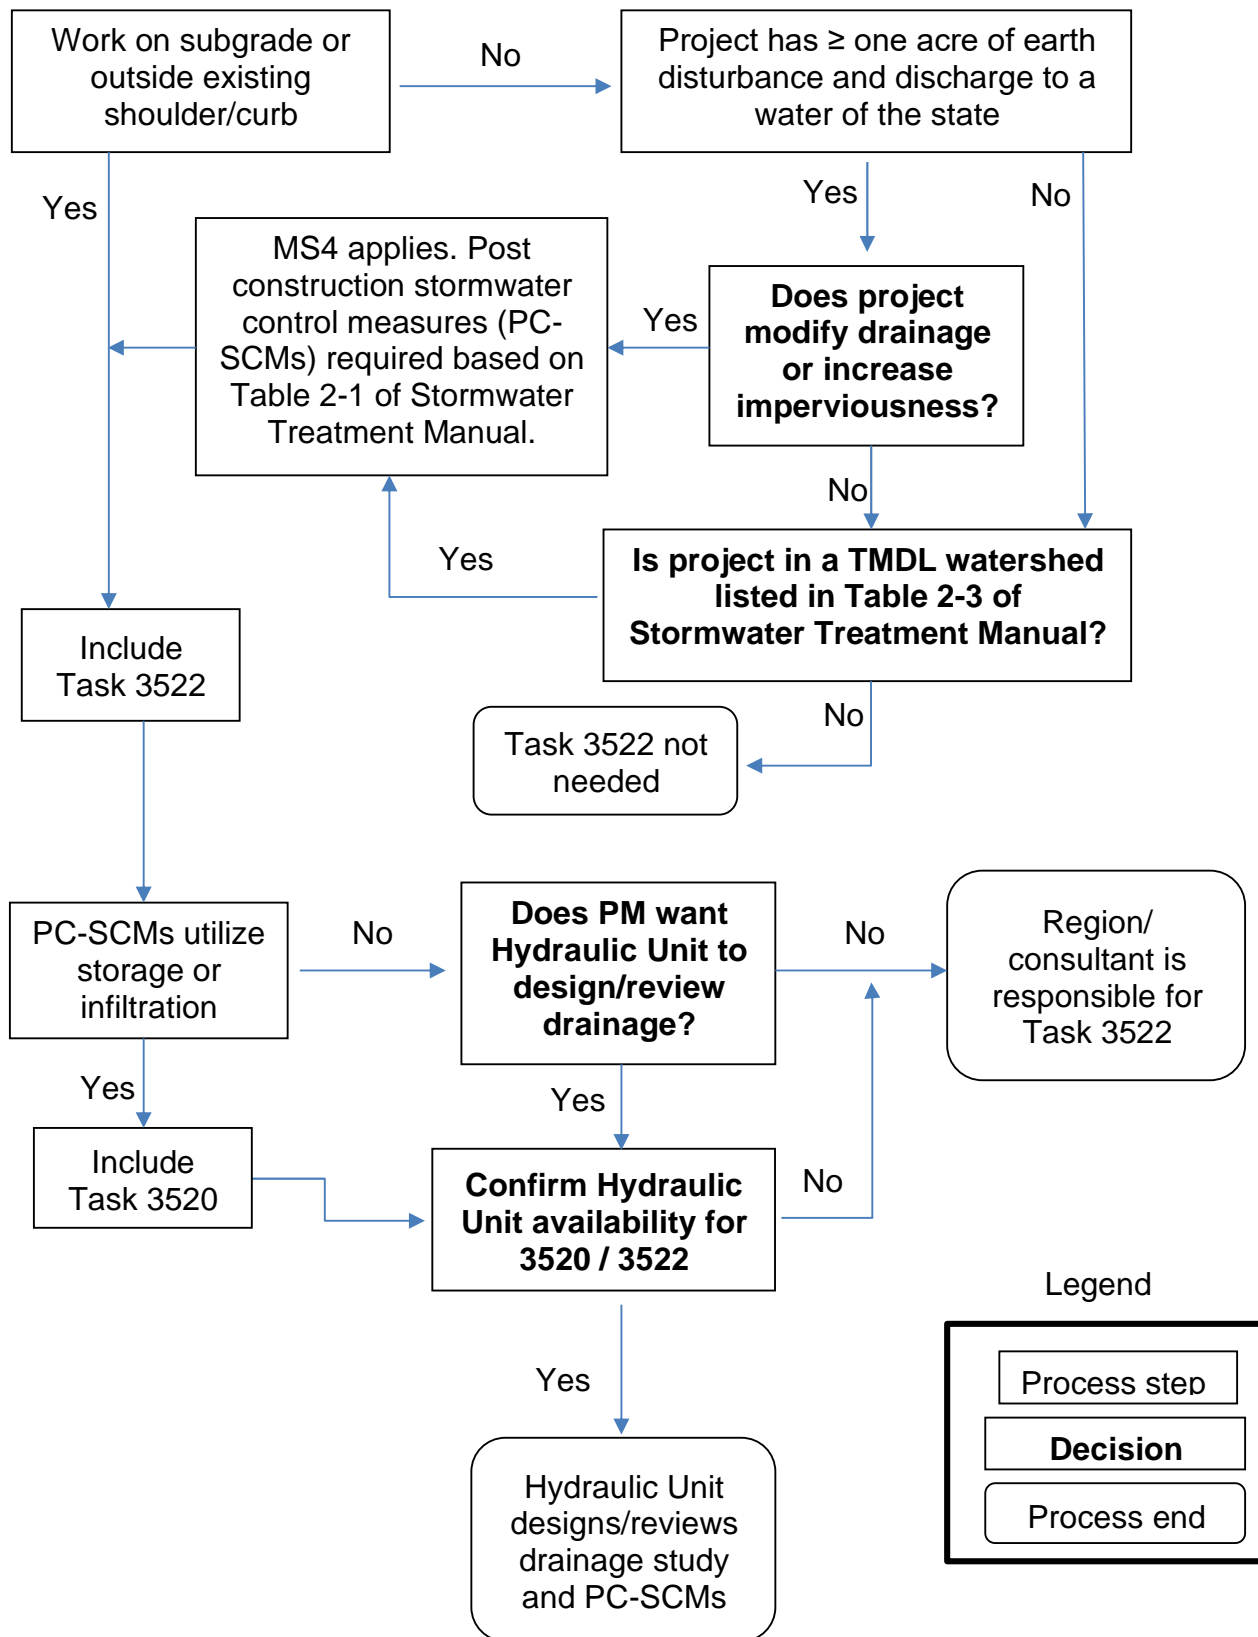 Work on subgrade or
outside existing
shoulder/curb
No
Project has ≥ one acre of earth
disturbance and discharge to a
water of the state
Yes
Yes
No
MS4 applies. Post
construction stormwater
control measures (PC-
SCMs) required based on
Table 2-1 of Stormwater
Treatment Manual.
Yes
Does project
modify drainage
or increase
imperviousness?
No
Yes
Is project in a TMDL watershed
listed in Table 2-3 of
Stormwater Treatment Manual?
Include
Task 3522
No
Task 3522 not
needed
PC-SCMs utilize
storage or
infiltration
No
Does PM want
Hydraulic Unit to
design/review
drainage?
No
Region/
consultant is
responsible for
Task 3522
Yes
Yes
Include
Task 3520
Confirm Hydraulic
Unit availability for
3520 / 3522
No
Yes
Hydraulic Unit
designs/reviews
drainage study
and PC-SCMs
Legend
Process step
Decision
Process end